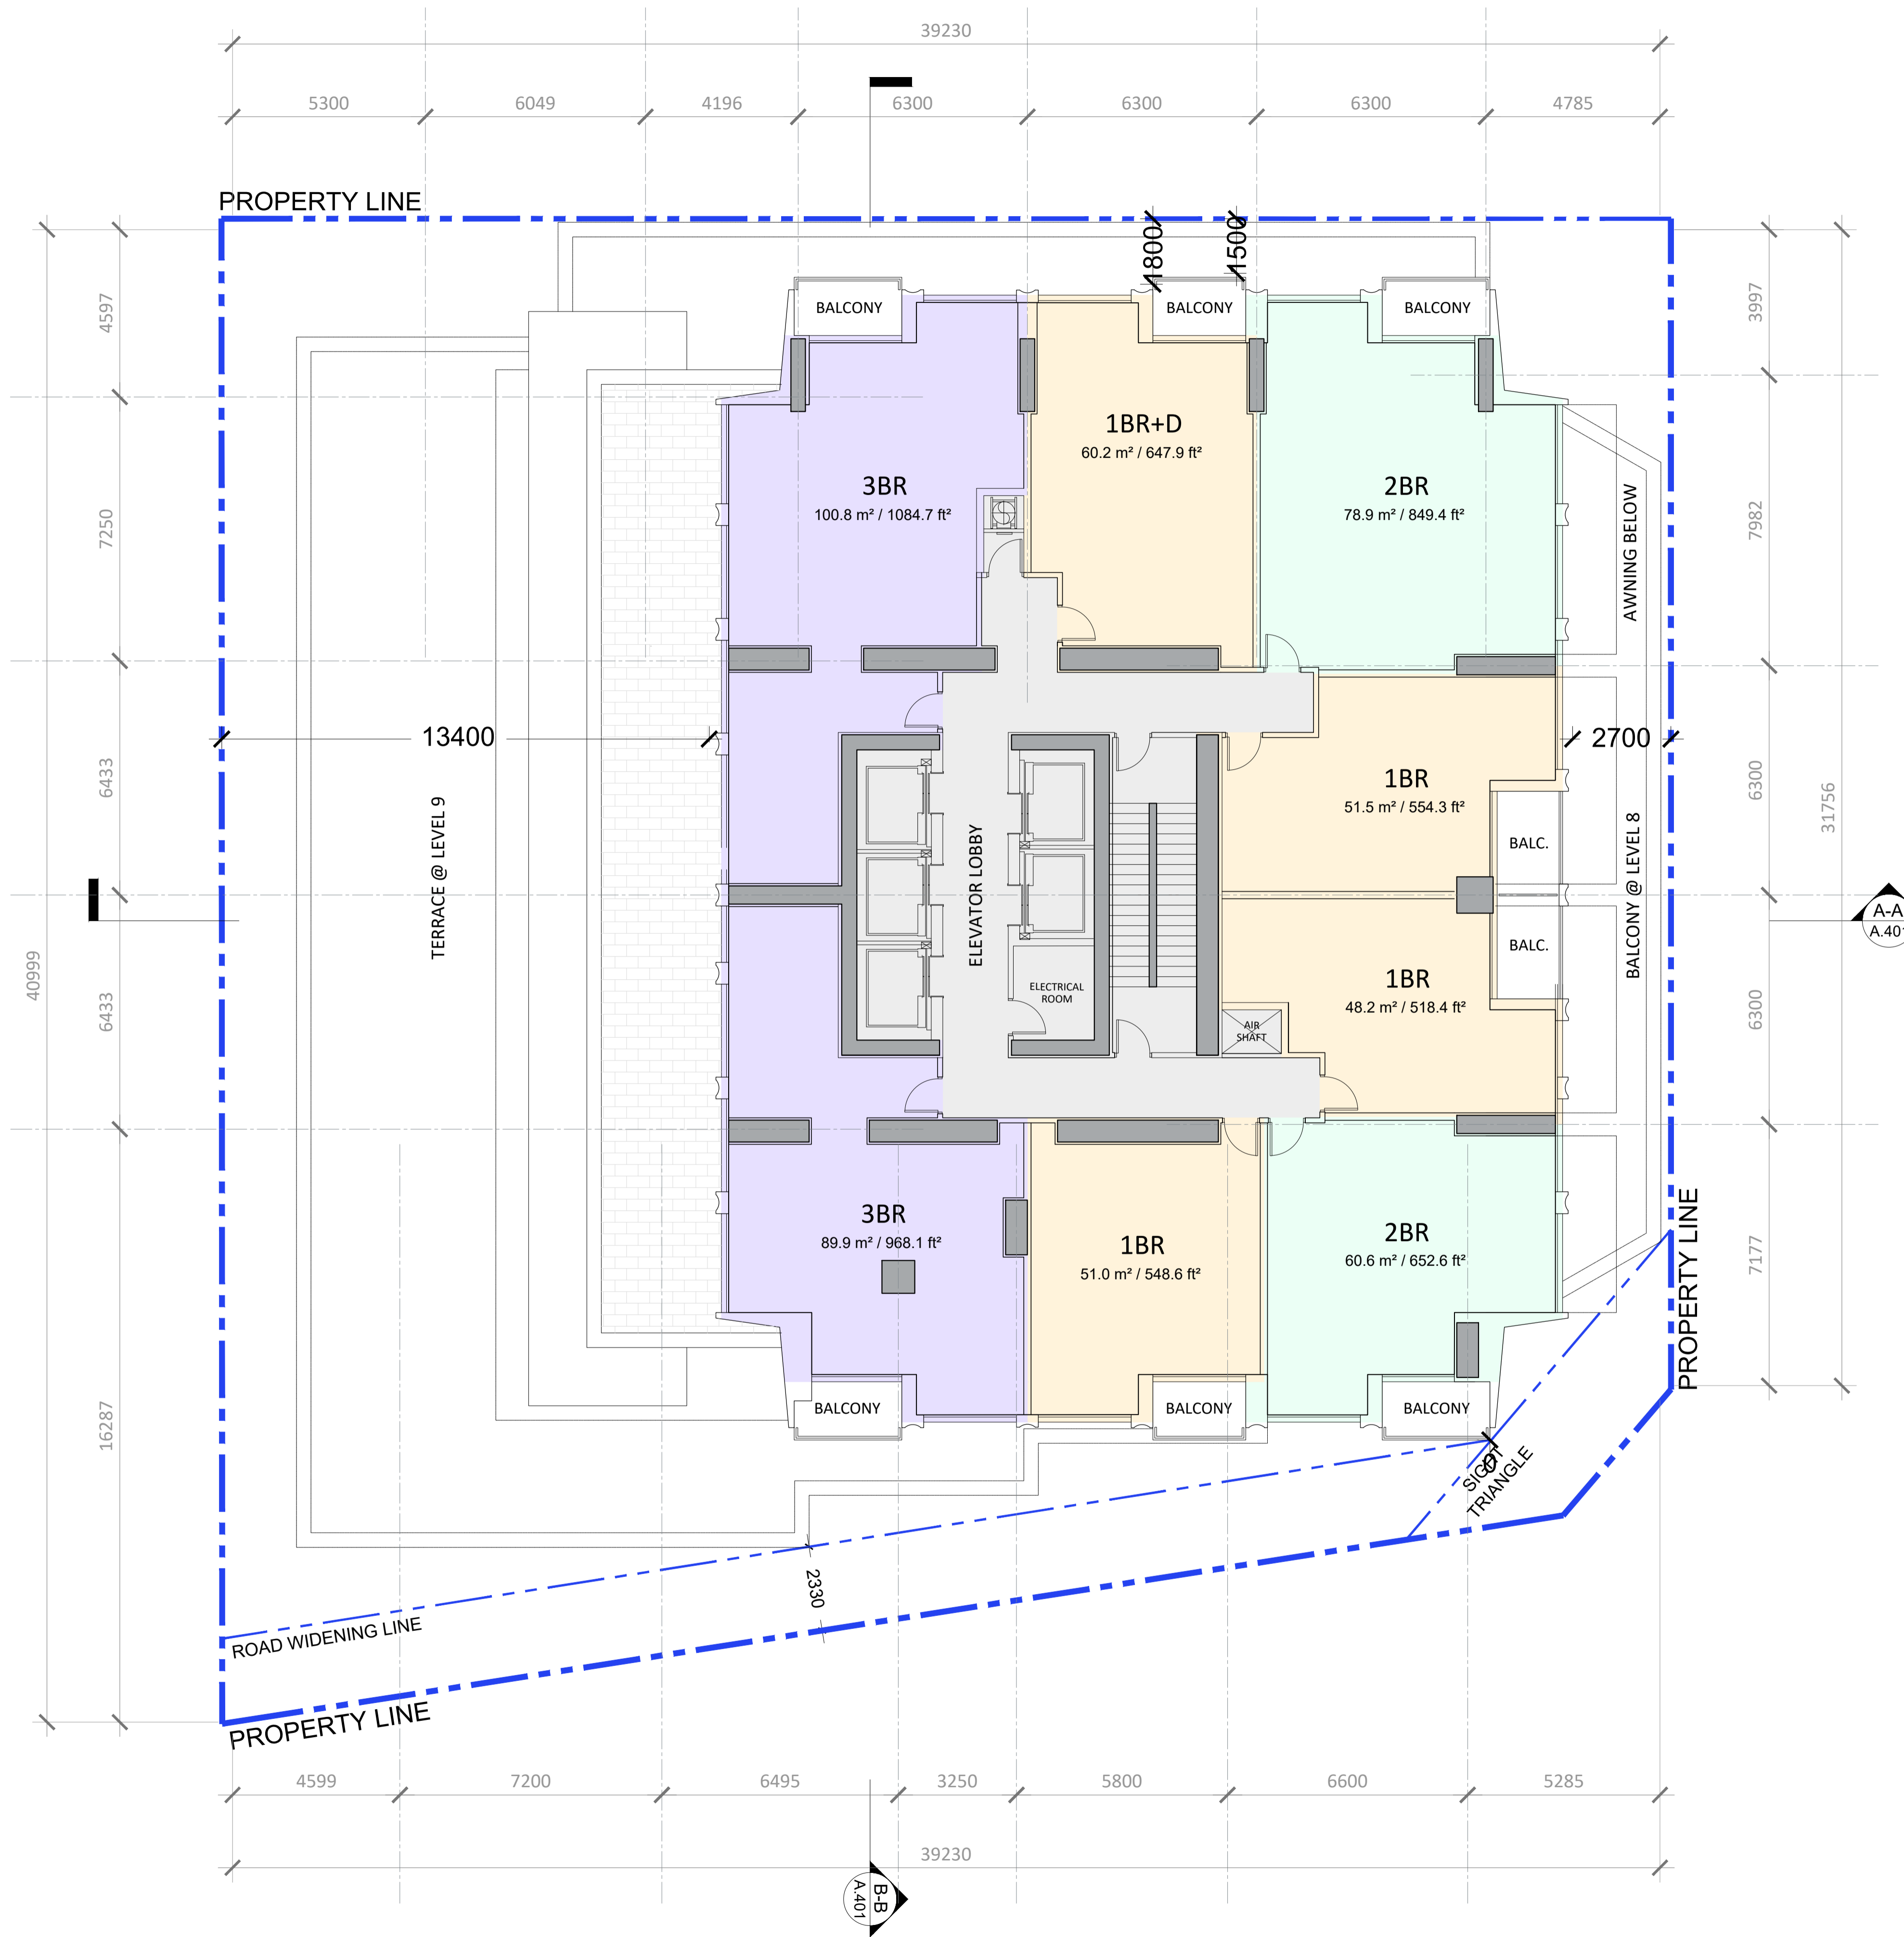 39230
5300
6049
4196
6300
6300
6300
4785
PROPERTY LINE
1800
1500
4597
7250
6433
6433
16287
40999
3997
7982
6300
6300
7177
31756
BALCONY
BALCONY
BALCONY
3BR
100.8 m² / 1084.7 ft²
1BR+D
60.2 m² / 647.9 ft²
2BR
78.9 m² / 849.4 ft²
AWNING BELOW
13400
2700
TERRACE @ LEVEL 9
ELEVATOR LOBBY
1BR
51.5 m² / 554.3 ft²
BALC.
BALCONY @ LEVEL 8
BALC.
A-A
A.401
ELECTRICAL
ROOM
1BR
48.2 m² / 518.4 ft²
AIR
SHAFT
3BR
89.9 m² / 968.1 ft²
1BR
51.0 m² / 548.6 ft²
2BR
60.6 m² / 652.6 ft²
PROPERTY LINE
BALCONY
BALCONY
BALCONY
0
SIGHT
TRIANGLE
2330
ROAD WIDENING LINE
PROPERTY LINE
4599
7200
6495
3250
5800
6600
5285
39230
B-B
A.401